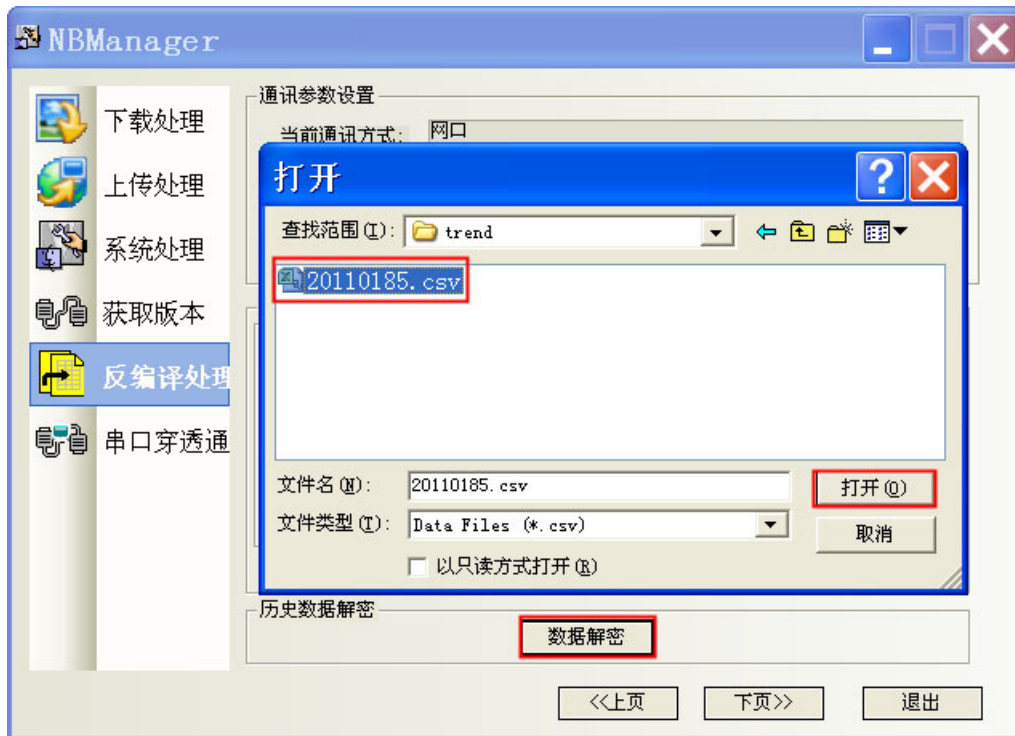 NBManager
下载处理
上传处理
系统处理
获取版本
反编译处理
串口穿透通
通讯参数设置
当前通讯方式: 网口
打开
查找范围(I): trend
20110185.csv
文件名(N): 20110185.csv
打开(O)
文件类型(T): Data Files (*.csv)
取消
以只读方式打开(R)
历史数据解密
数据解密
<<上页
下页>>
退出